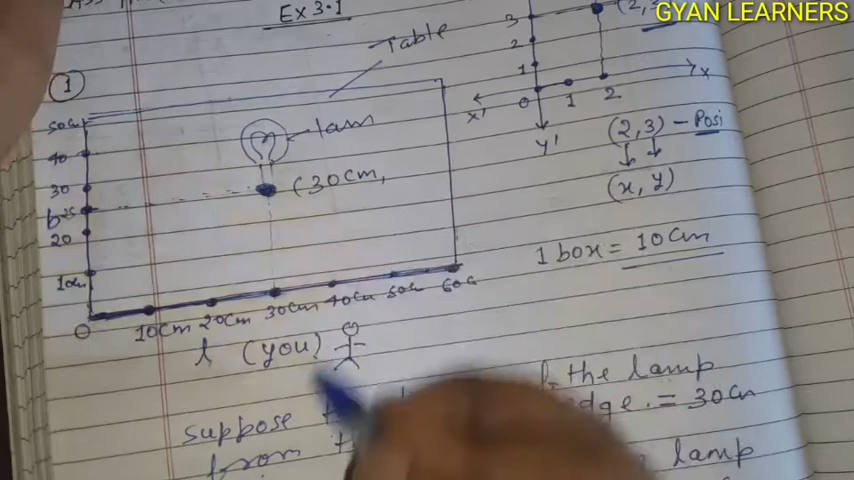 GYAN LEARNERS
Ex 3.1
1
Table
lam
(30cm,
50cm
40
30
25
b
20
10cm
0
10cm 20cm 30cm 40cm 50cm 60c
l (you)
3
2
1
0 1 2
x
x'
y'
(2,3) - Posi
(x, y)
1 box = 10cm
suppose the lamp
edge. = 30cm
from lamp